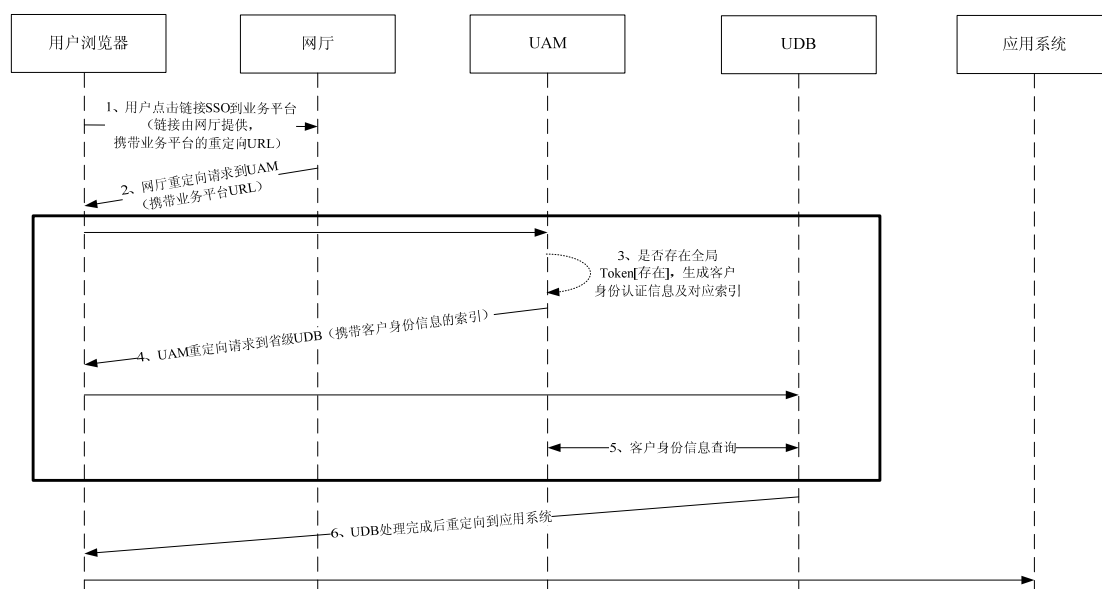 用户浏览器
网厅
UAM
UDB
应用系统
1、用户点击链接SSO到业务平台
（链接由网厅提供，
携带业务平台的重定向URL）
2、网厅重定向请求到UAM
（携带业务平台URL）
3、是否存在全局
Token[存在]，生成客户
身份认证信息及对应索引
4、UAM重定向请求到省级UDB（携带客户身份信息的索引）
5、客户身份信息查询
6、UDB处理完成后重定向到应用系统